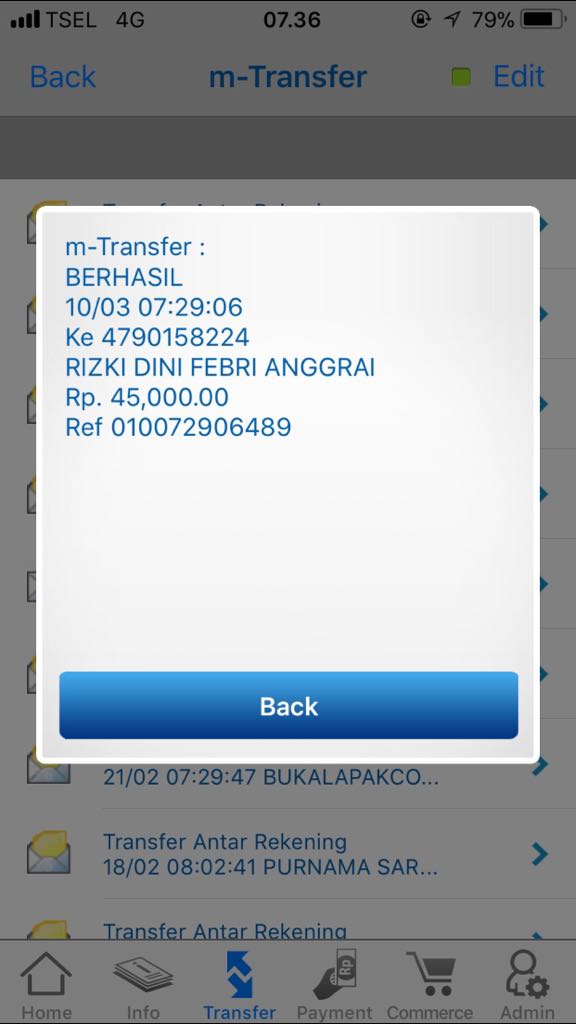 TSEL 4G 07.36 79%
Back m-Transfer Edit
m-Transfer :
BERHASIL
10/03 07:29:06
Ke 4790158224
RIZKI DINI FEBRI ANGGRAI
Rp. 45,000.00
Ref 010072906489
Back
21/02 07:29:47 BUKALAPAKCO...
Transfer Antar Rekening
18/02 08:02:41 PURNAMA SAR...
Transfer Antar Rekening
Home Info Transfer Payment Commerce Admin